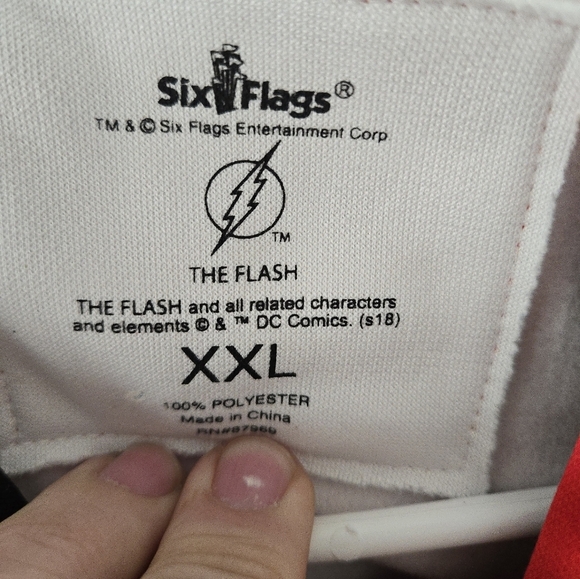 Six Flags®
TM & © Six Flags Entertainment Corp
TM
THE FLASH
THE FLASH and all related characters
and elements © & ™ DC Comics. (s18)
XXL
100% POLYESTER
Made in China